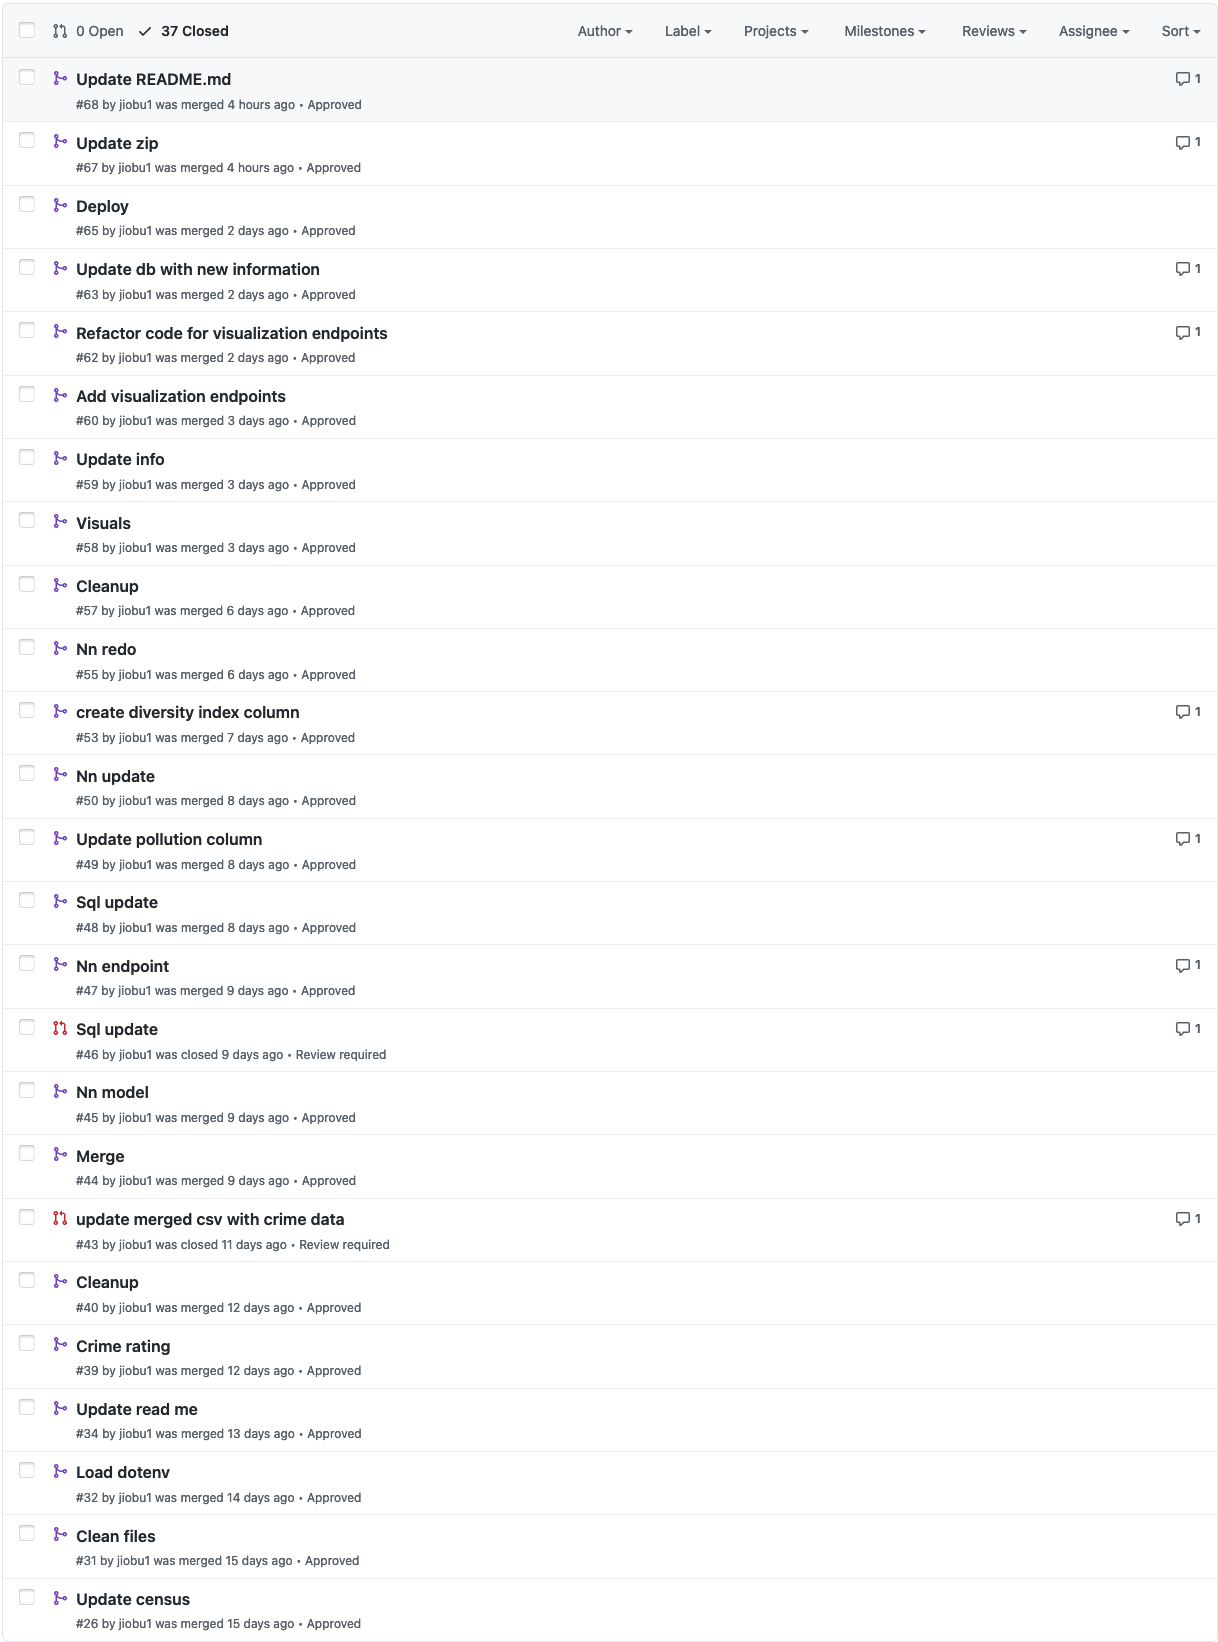 0 Open 37 Closed Author Label Projects Milestones Reviews Assignee Sort
Update README.md 1
#68 by jiobu1 was merged 4 hours ago • Approved
Update zip 1
#67 by jiobu1 was merged 4 hours ago • Approved
Deploy
#65 by jiobu1 was merged 2 days ago • Approved
Update db with new information 1
#63 by jiobu1 was merged 2 days ago • Approved
Refactor code for visualization endpoints 1
#62 by jiobu1 was merged 2 days ago • Approved
Add visualization endpoints
#60 by jiobu1 was merged 3 days ago • Approved
Update info
#59 by jiobu1 was merged 3 days ago • Approved
Visuals
#58 by jiobu1 was merged 3 days ago • Approved
Cleanup
#57 by jiobu1 was merged 6 days ago • Approved
Nn redo
#55 by jiobu1 was merged 6 days ago • Approved
create diversity index column 1
#53 by jiobu1 was merged 7 days ago • Approved
Nn update
#50 by jiobu1 was merged 8 days ago • Approved
Update pollution column 1
#49 by jiobu1 was merged 8 days ago • Approved
Sql update
#48 by jiobu1 was merged 8 days ago • Approved
Nn endpoint 1
#47 by jiobu1 was merged 9 days ago • Approved
Sql update 1
#46 by jiobu1 was closed 9 days ago • Review required
Nn model
#45 by jiobu1 was merged 9 days ago • Approved
Merge
#44 by jiobu1 was merged 9 days ago • Approved
update merged csv with crime data 1
#43 by jiobu1 was closed 11 days ago • Review required
Cleanup
#40 by jiobu1 was merged 12 days ago • Approved
Crime rating
#39 by jiobu1 was merged 12 days ago • Approved
Update read me
#34 by jiobu1 was merged 13 days ago • Approved
Load dotenv
#32 by jiobu1 was merged 14 days ago • Approved
Clean files
#31 by jiobu1 was merged 15 days ago • Approved
Update census
#26 by jiobu1 was merged 15 days ago • Approved